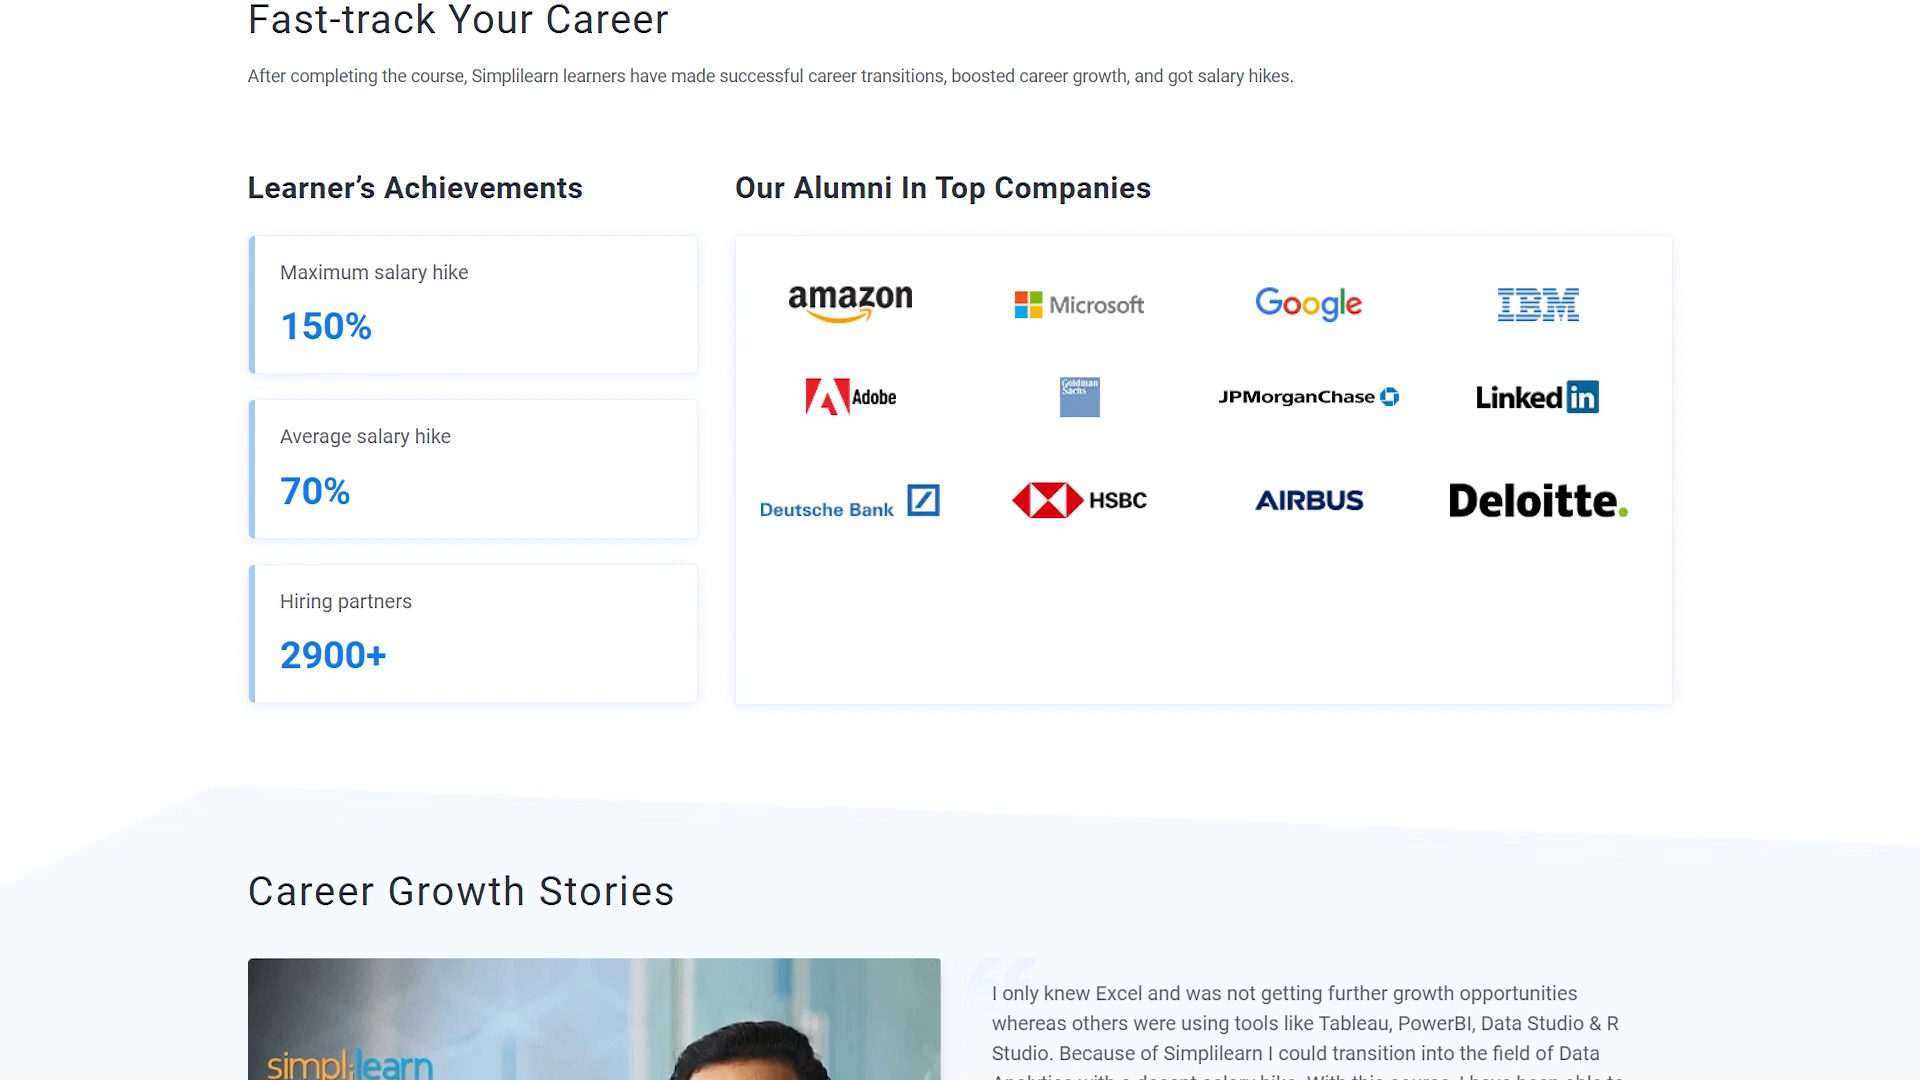 Fast-track Your Career
After completing the course, Simplilearn learners have made successful career transitions, boosted career growth, and got salary hikes.
Learner’s Achievements
Maximum salary hike
150%
Average salary hike
70%
Hiring partners
2900+
Our Alumni In Top Companies
amazon
Microsoft
Google
IBM
Adobe
Goldman
Sachs
JPMorganChase
Linked in
Deutsche Bank
HSBC
AIRBUS
Deloitte.
Career Growth Stories
simplilearn
I only knew Excel and was not getting further growth opportunities
whereas others were using tools like Tableau, PowerBI, Data Studio & R
Studio. Because of Simplilearn I could transition into the field of Data